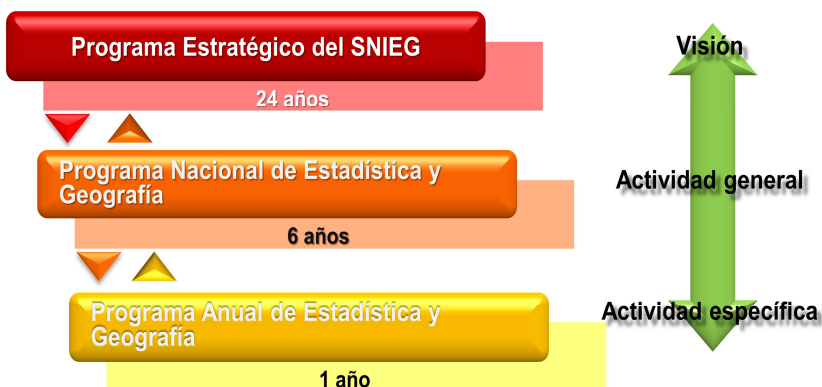 Programa Estratégico del SNIEG
Visión
24 años
Programa Nacional de Estadística y
Geografía
Actividad general
6 años
Programa Anual de Estadística y
Geografía
Actividad específica
1 año